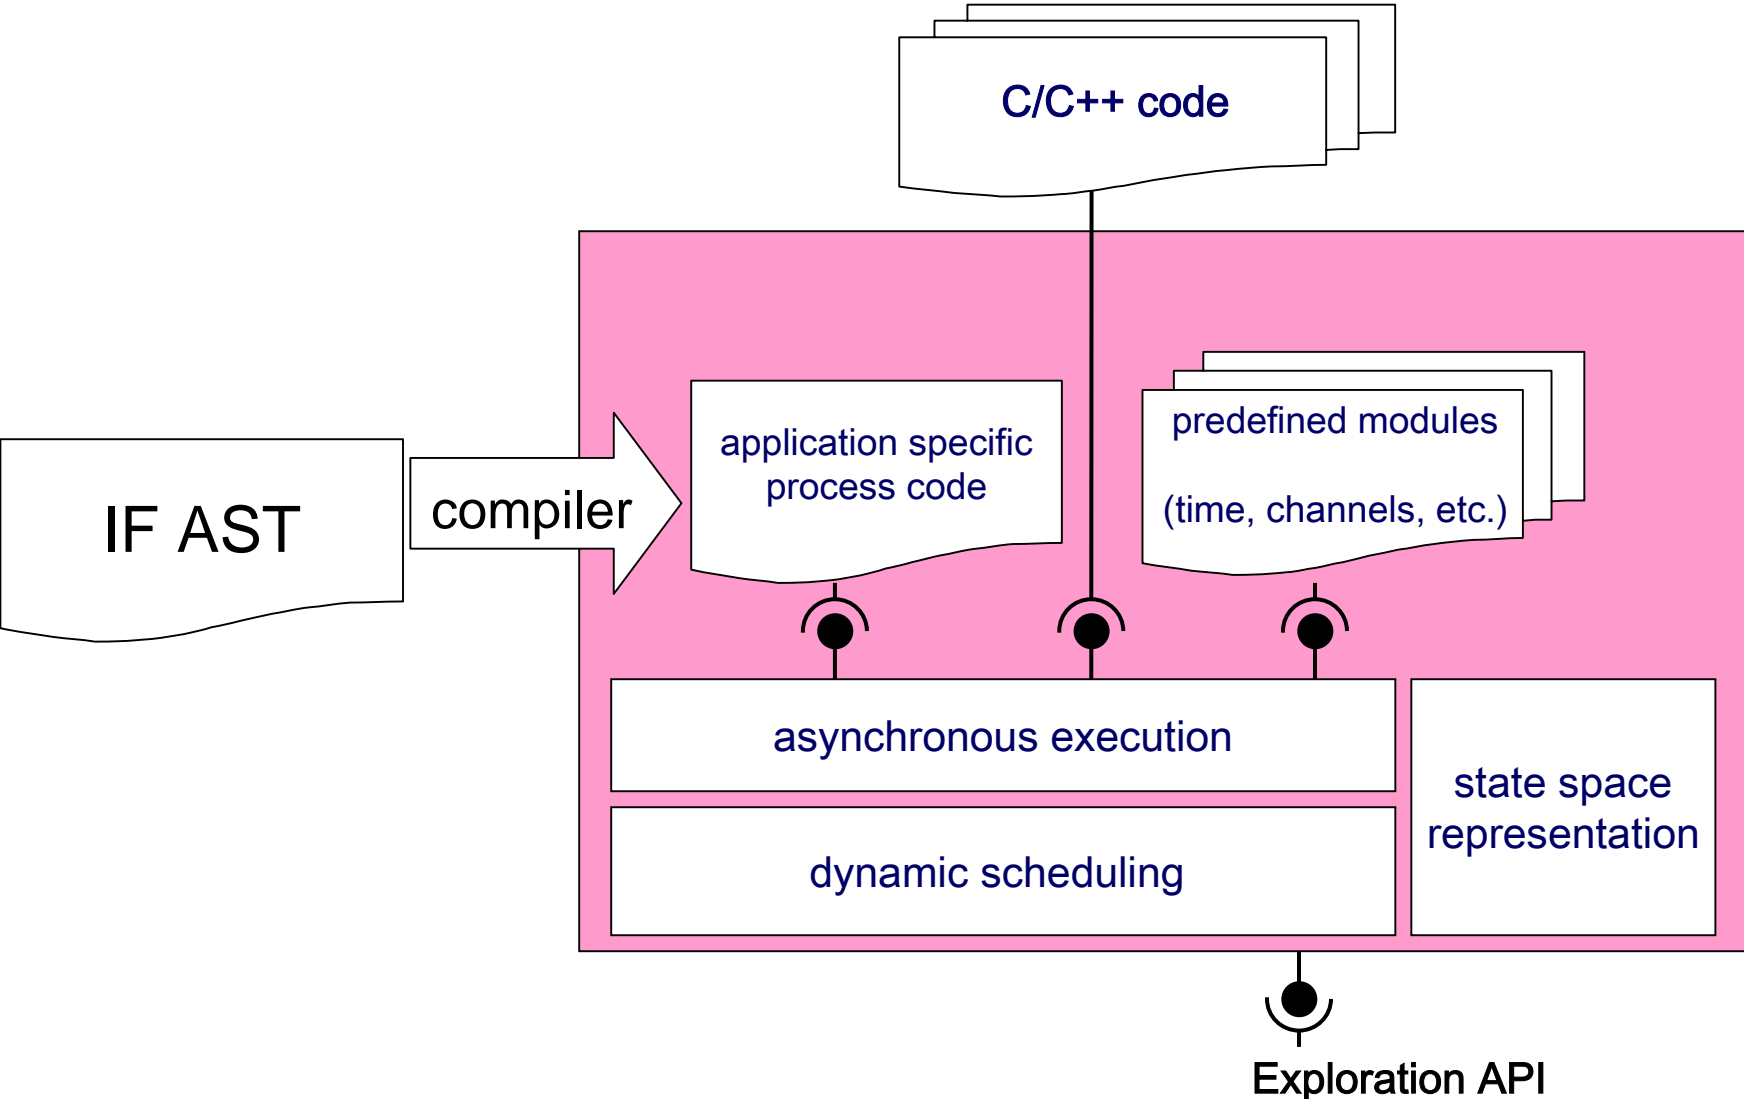 C/C++ code
application specific
process code
predefined modules
(time, channels, etc.)
IF AST
compiler
asynchronous execution
state space
representation
dynamic scheduling
Exploration API